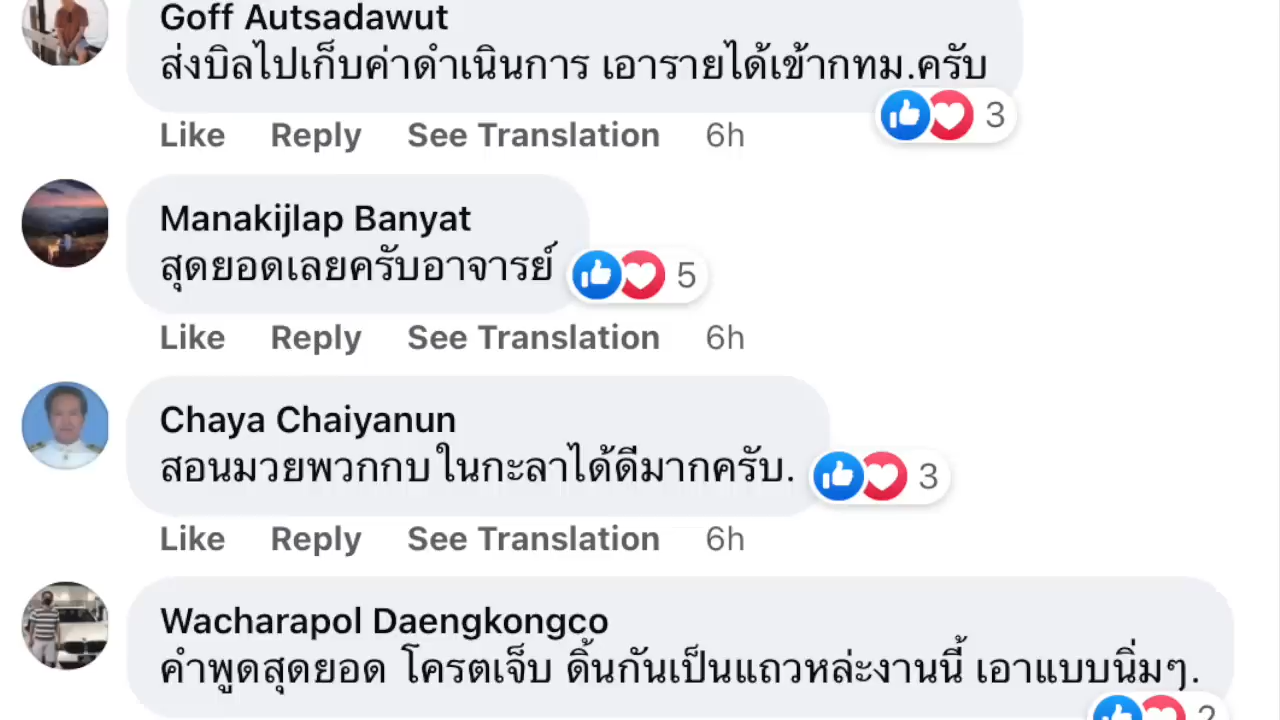 Goff Autsadawut
ส่งบิลไปเก็บค่าดำเนินการ เอารายได้เข้ากทม.ครับ
3
Like Reply See Translation 6h
Manakijlap Banyat
สุดยอดเลยครับอาจารย์
5
Like Reply See Translation 6h
Chaya Chaiyanun
สอนมวยพวกกบในกะลาได้ดีมากครับ.
3
Like Reply See Translation 6h
Wacharapol Daengkongco
คำพูดสุดยอด โครตเจ็บ ดิ้นกันเป็นแถวหล่ะงานนี้ เอาแบบนิ่มๆ.
2